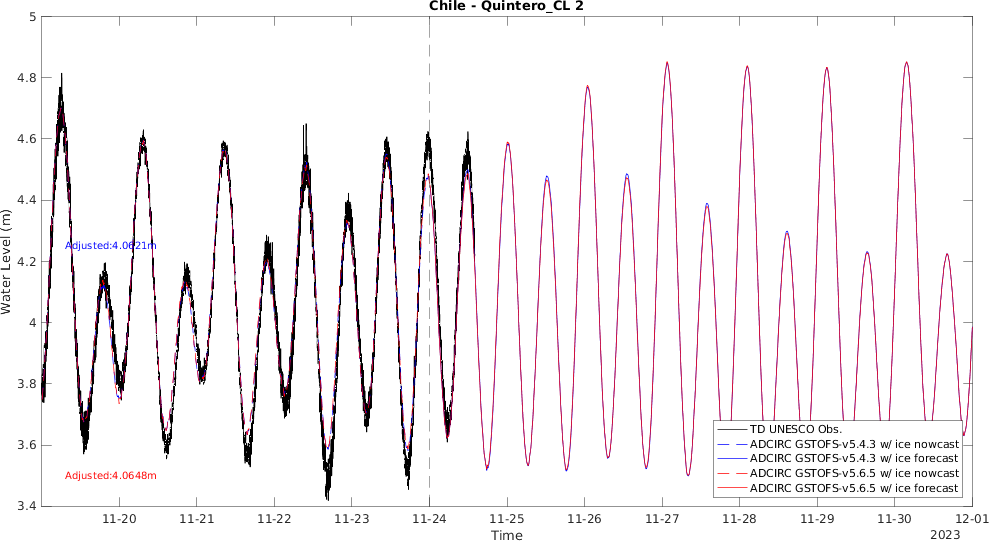 Chile - Quintero_CL 2
Water Level (m)
5
4.8
4.6
4.4
4.2
4
3.8
3.6
3.4
Adjusted:4.0621m
Adjusted:4.0648m
TD UNESCO Obs.
ADCIRC GSTOFS-v5.4.3 w/ ice nowcast
ADCIRC GSTOFS-v5.4.3 w/ ice forecast
ADCIRC GSTOFS-v5.6.5 w/ ice nowcast
ADCIRC GSTOFS-v5.6.5 w/ ice forecast
11-20 11-21 11-22 11-23 11-24 11-25 11-26 11-27 11-28 11-29 11-30 12-01
Time
2023